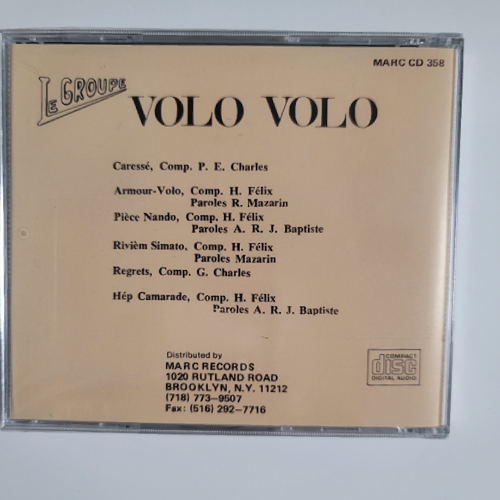 MARC CD 358
Le GROUPE
VOLO VOLO
Caressé, Comp. P. E. Charles
Armour-Volo, Comp. H. Félix
Paroles R. Mazarin
Pièce Nando, Comp. H. Félix
Paroles A. R. J. Baptiste
Rivièm Simato, Comp. H. Félix
Paroles Mazarin
Regrets, Comp. G. Charles
Hép Camarade, Comp. H. Félix
Paroles A. R. J. Baptiste
Distributed by
MARC RECORDS
1020 RUTLAND ROAD
BROOKLYN, N.Y. 11212
(718) 773-9507
Fax: (516) 292-7716
COMPACT
disc
DIGITAL AUDIO